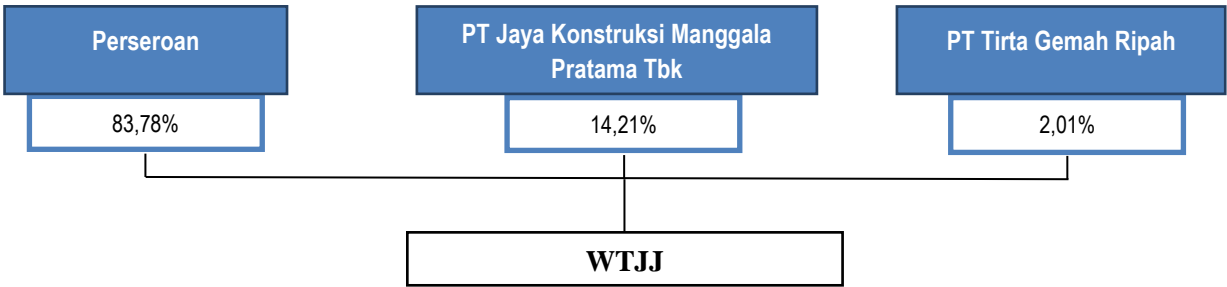 Perseroan
83,78%
PT Jaya Konstruksi Manggala
Pratama Tbk
14,21%
PT Tirta Gemah Ripah
2,01%
WTJJ